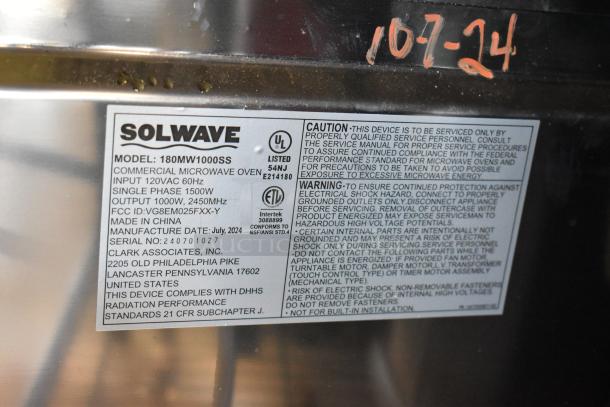 107-24
SOLWAVE
MODEL: 180MW1000SS
COMMERCIAL MICROWAVE OVEN
INPUT 120VAC 60Hz
SINGLE PHASE 1500W
OUTPUT 1000W, 2450MHz
FCC ID:VG8EM025FXX-Y
MADE IN CHINA
MANUFACTURE DATE: July, 2024
SERIAL NO: 240701027
CLARK ASSOCIATES, INC.
2205 OLD PHILADELPHIA PIKE
LANCASTER PENNSYLVANIA 17602
UNITED STATES
THIS DEVICE COMPLIES WITH DHHS
RADIATION PERFORMANCE
STANDARDS 21 CFR SUBCHAPTER J.
UL
LISTED
54NJ
E214180
ETL
Intertek
3088899
CONFORMS TO
NSF/ANSI STD.4
CAUTION •THIS DEVICE IS TO BE SERVICED ONLY BY
PROPERLY QUALIFIED SERVICE PERSONNEL. CONSULT
THE SERVICE MANUAL FOR PROPER SERVICE PROCEDURES
TO ASSURE CONTINUED COMPLIANCE WITH THE FEDERAL
PERFORMANCE STANDARD FOR MICROWAVE OVENS AND
FOR PRECAUTIONS TO BE TAKEN TO AVOID POSSIBLE
EXPOSURE TO EXCESSIVE MICROWAVE ENERGY.
WARNING•TO ENSURE CONTINUED PROTECTION AGAINST
ELECTRICAL SHOCK HAZARD, CONNECT TO PROPERLY
GROUNDED OUTLETS ONLY. DISCONNECT APPLIANCE
BEFORE SERVICING. REMOVAL OF OUTERCASE WITH
PRODUCT ENERGIZED MAY EXPOSE SERVICEMAN TO
HAZARDOUS HIGH VOLTAGE POTENTIALS.
•CERTAIN INTERNAL PARTS ARE INTENTIONALLY NOT
GROUNDED AND MAY PRESENT A RISK OF ELECTRIC
SHOCK ONLY DURING SERVICING SERVICE PERSONNEL
-DO NOT CONTACT THE FOLLOWING PARTS WHILE THE
APPLIANCE IS ENERGIZED: IF PROVIDED FAN MOTOR,
TURNTABLE MOTOR, DAMPER MOTOR,L.V TRANSFORMER
(TOUCH CONTROL TYPE) OR TIMER MOTOR ASSEMBLY
(MECHANICAL TYPE).
•RISK OF ELECTRIC SHOCK. NON-REMOVABLE FASTENERS
ARE PROVIDED BECAUSE OF INTERNAL HIGH VOLTAGES.
DO NOT REMOVE FASTENERS.
•NOT FOR BUILT-IN INSTALLATION.